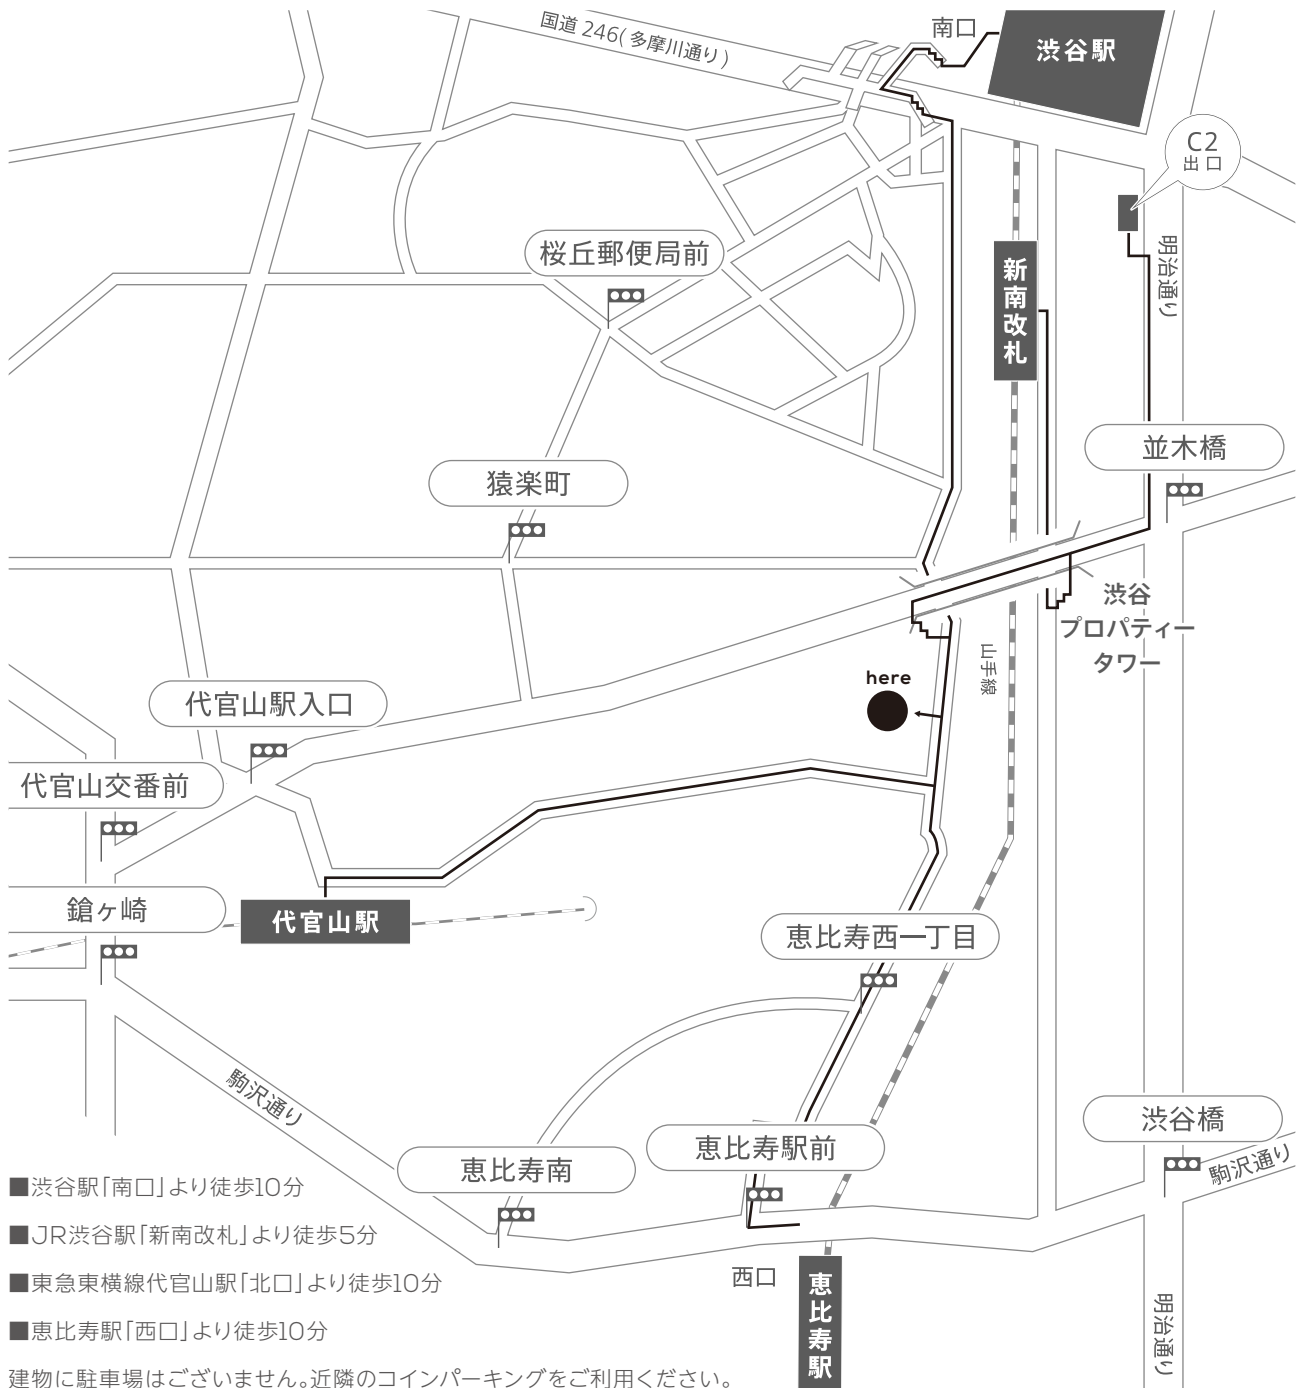 国道246(多摩川通り)
南口
渋谷駅
C2
出口
明治通り
桜丘郵便局前
新南改札
並木橋
猿楽町
渋谷
プロパティー
タワー
山手線
here
代官山駅入口
代官山交番前
鎗ヶ崎
代官山駅
恵比寿西一丁目
駒沢通り
恵比寿南
恵比寿駅前
渋谷橋
駒沢通り
西口
恵比寿駅
明治通り
■渋谷駅「南口」より徒歩10分
■JR渋谷駅「新南改札」より徒歩5分
■東急東横線代官山駅「北口」より徒歩10分
■恵比寿駅「西口」より徒歩10分
建物に駐車場はございません。近隣のコインパーキングをご利用ください。